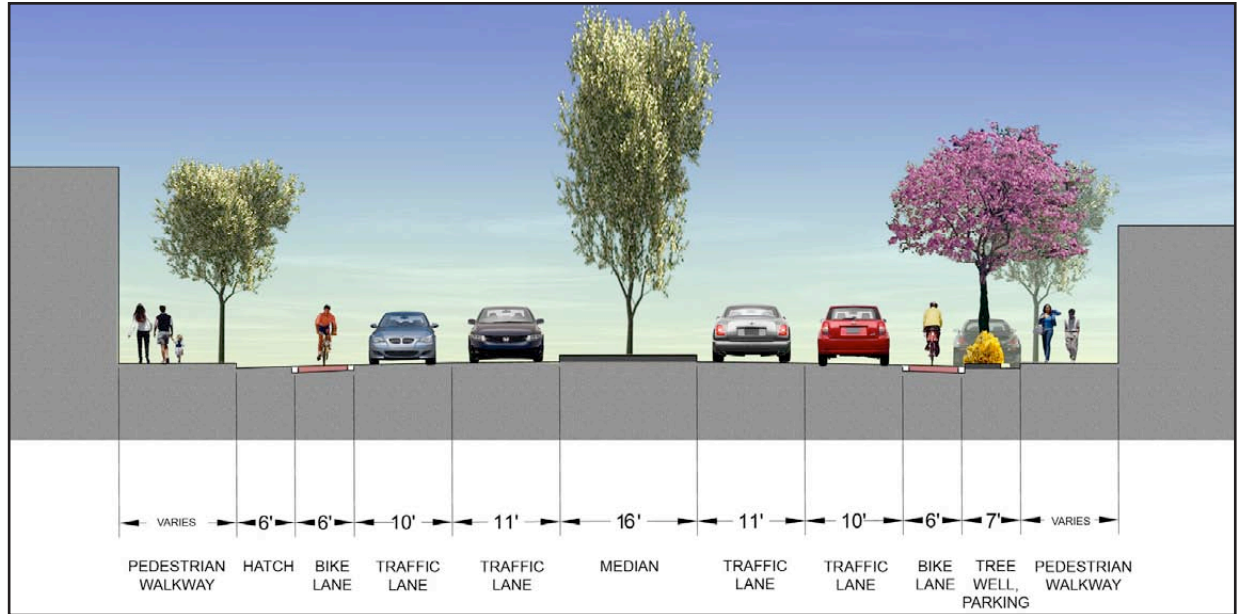 VARIES 6' 6' 10' 11' 16' 11' 10' 6' 7' VARIES
PEDESTRIAN WALKWAY
HATCH
BIKE LANE
TRAFFIC LANE
TRAFFIC LANE
MEDIAN
TRAFFIC LANE
TRAFFIC LANE
BIKE LANE
TREE WELL, PARKING
PEDESTRIAN WALKWAY